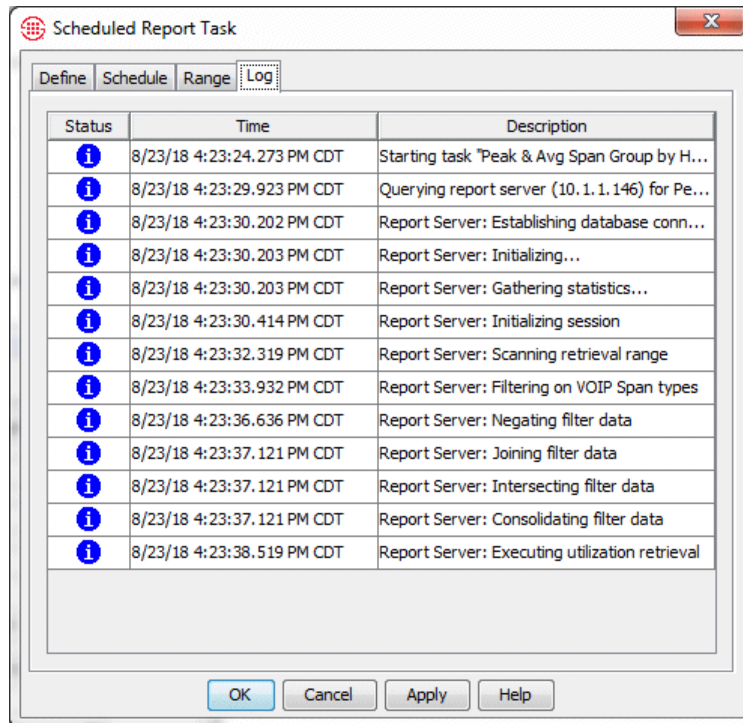 Scheduled Report Task
Define Schedule Range Log
Status Time Description
8/23/18 4:23:24.273 PM CDT Starting task "Peak & Avg Span Group by H...
8/23/18 4:23:29.923 PM CDT Querying report server (10.1.1.146) for Pe...
8/23/18 4:23:30.202 PM CDT Report Server: Establishing database conn...
8/23/18 4:23:30.203 PM CDT Report Server: Initializing...
8/23/18 4:23:30.203 PM CDT Report Server: Gathering statistics...
8/23/18 4:23:30.414 PM CDT Report Server: Initializing session
8/23/18 4:23:32.319 PM CDT Report Server: Scanning retrieval range
8/23/18 4:23:33.932 PM CDT Report Server: Filtering on VOIP Span types
8/23/18 4:23:36.636 PM CDT Report Server: Negating filter data
8/23/18 4:23:37.121 PM CDT Report Server: Joining filter data
8/23/18 4:23:37.121 PM CDT Report Server: Intersecting filter data
8/23/18 4:23:37.121 PM CDT Report Server: Consolidating filter data
8/23/18 4:23:38.519 PM CDT Report Server: Executing utilization retrieval
OK Cancel Apply Help